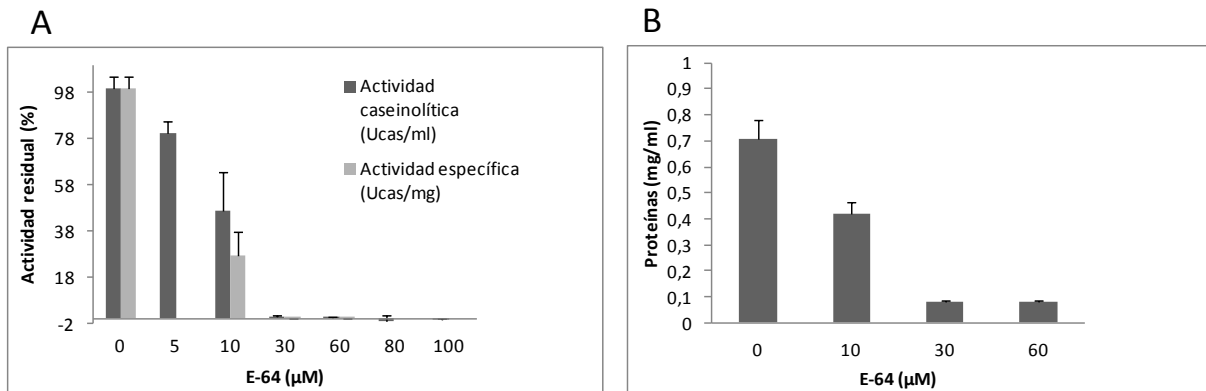 A
Actividad residual (%)
98
78
58
38
18
-2
0 5 10 30 60 80 100
E-64 (µM)
Actividad
caseinolítica
(Ucas/ml)
Actividad específica
(Ucas/mg)
B
Proteínas (mg/ml)
1
0,9
0,8
0,7
0,6
0,5
0,4
0,3
0,2
0,1
0
0 10 30 60
E-64 (µM)